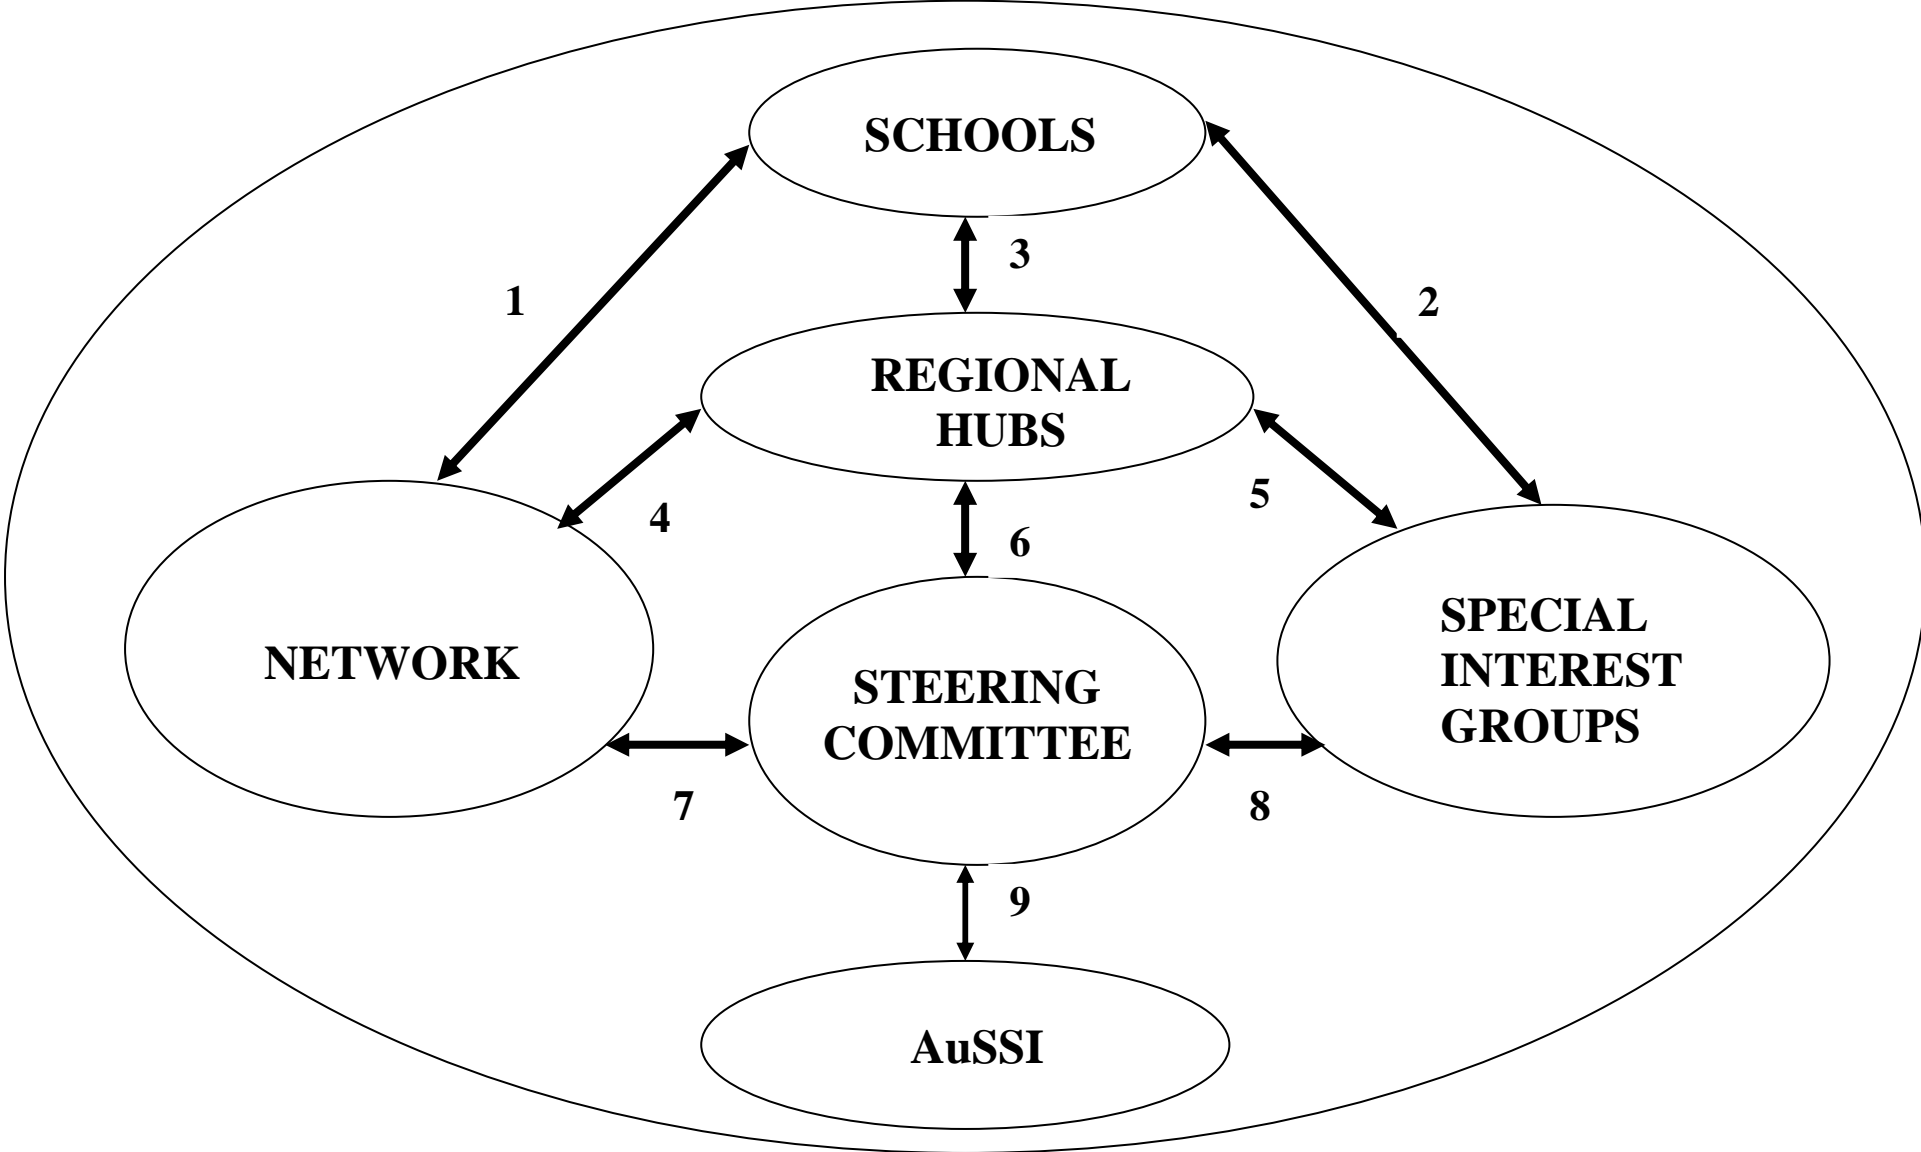 SCHOOLS
3
1
2
REGIONAL
HUBS
4
5
6
NETWORK
STEERING
COMMITTEE
SPECIAL
INTEREST
GROUPS
7
8
9
AuSSI